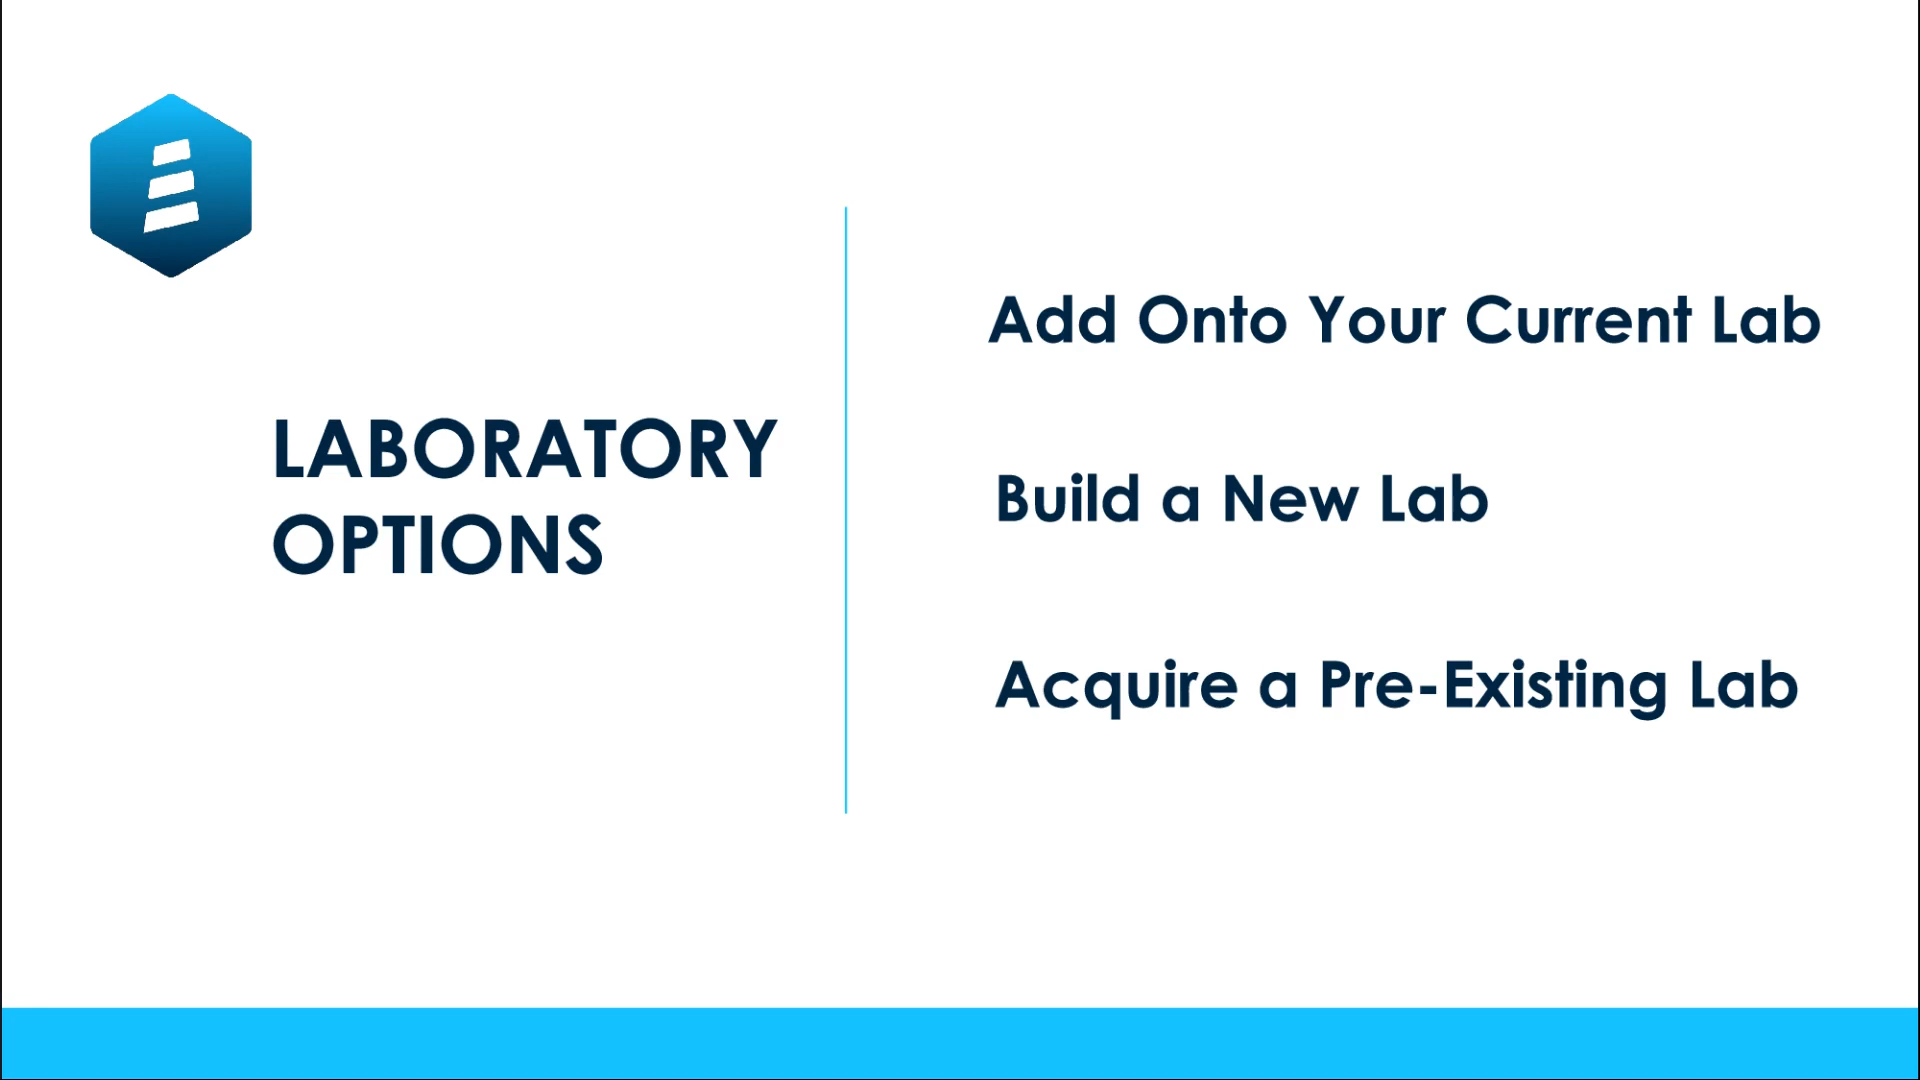 LABORATORY
OPTIONS
Add Onto Your Current Lab
Build a New Lab
Acquire a Pre-Existing Lab